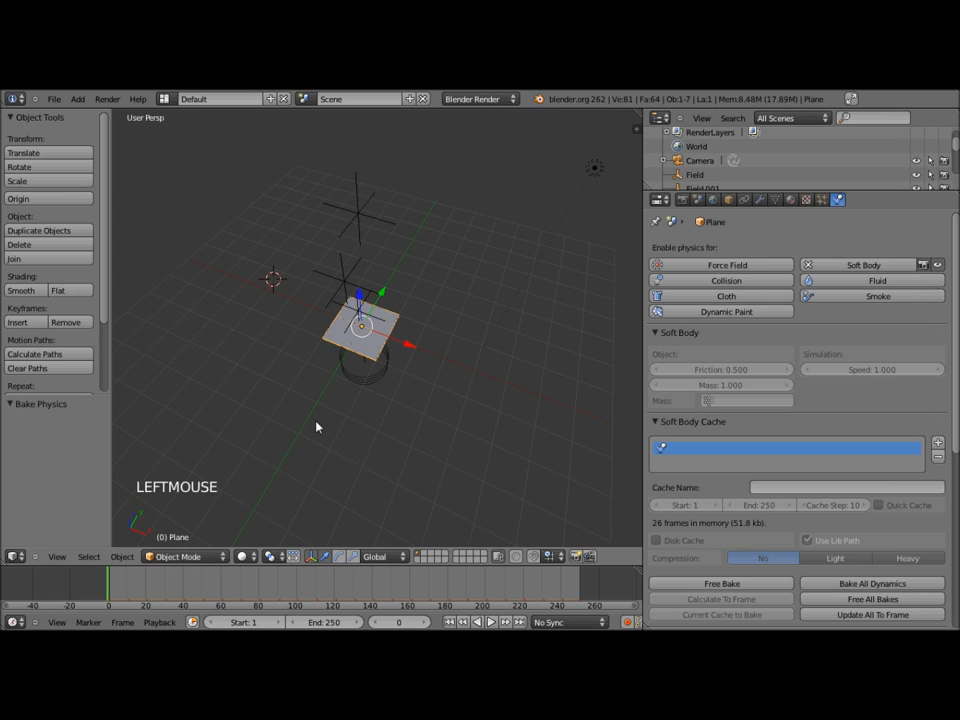 File Add Render Help Default Scene Blender Render blender.org 262 | Ve:81 | Fa:64 | Ob:1-7 | La:1 | Mem:8.48M (17.89M) | Plane
Object Tools
Transform:
Translate
Rotate
Scale
Origin
Object:
Duplicate Objects
Delete
Join
Shading:
Smooth Flat
Keyframes:
Insert Remove
Motion Paths:
Calculate Paths
Clear Paths
Repeat:
Bake Physics
User Persp
LEFTMOUSE
(0) Plane
View Select Object Object Mode Global
-40 -20 0 20 40 60 80 100 120 140 160 180 200 220 240 260
View Marker Frame Playback Start: 1 End: 250 0 No Sync
View Search All Scenes
RenderLayers
World
Camera
Field
Field.001
Plane
Enable physics for:
Force Field Soft Body
Collision Fluid
Cloth Smoke
Dynamic Paint
Soft Body
Object: Simulation:
Friction: 0.500 Speed: 1.000
Mass: 1.000
Mass:
Soft Body Cache
Cache Name:
Start: 1 End: 250 Cache Step: 10 Quick Cache
26 frames in memory (51.8 kb).
Disk Cache Use Lib Path
Compression: No Light Heavy
Free Bake Bake All Dynamics
Calculate To Frame Free All Bakes
Current Cache to Bake Update All To Frame